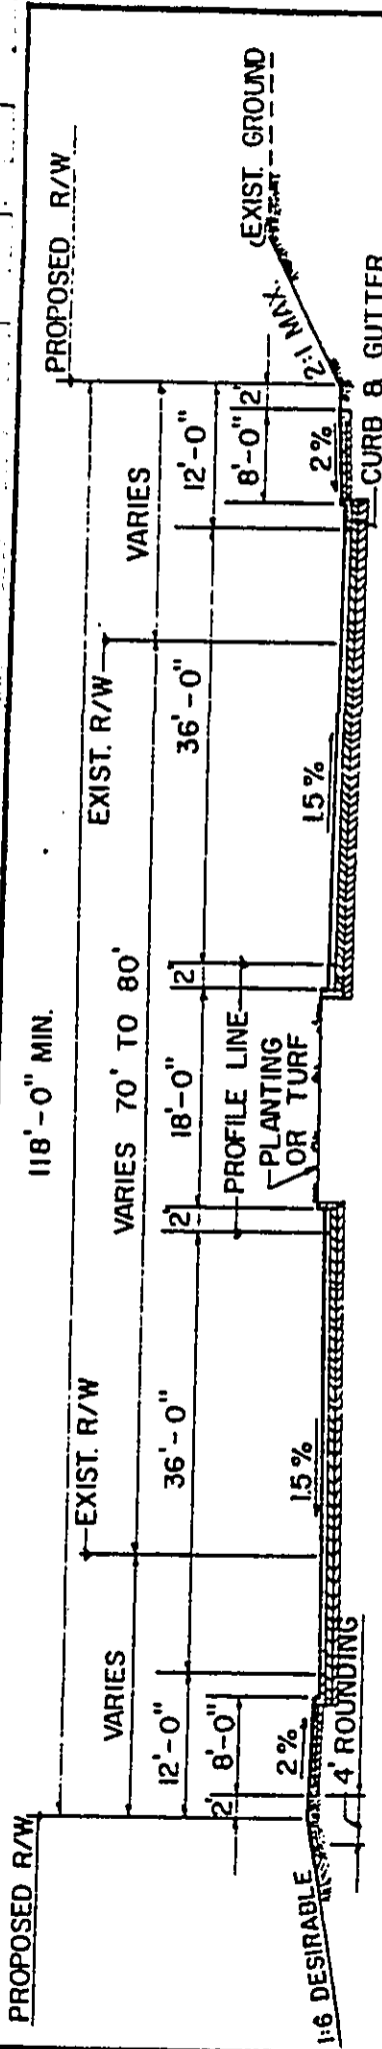 118'-0" MIN.
PROPOSED R/W
EXIST. R/W
EXIST. R/W
PROPOSED R/W
VARIES
VARIES 70' TO 80'
VARIES
12'-0"
36'-0"
2'
18'-0"
2'
36'-0"
12'-0"
2'
8'-0"
PROFILE LINE
8'-0"
2'
PLANTING
OR TURF
2%
1.5%
1.5%
2%
2:1 MAX.
EXIST. GROUND
1:6 DESIRABLE
4' ROUNDING
CURB & GUTTER